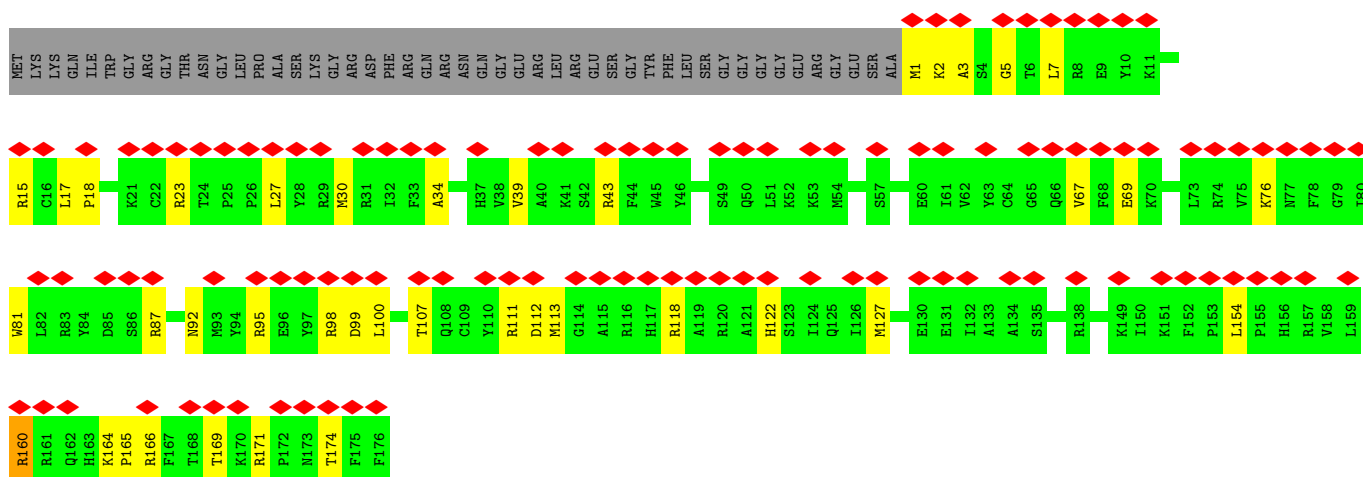 MET LYS LYS GLN ILE TRP GLY ARG GLY THR ASN GLY LEU PRO ALA SER LYS GLY ARG ASP PHE ARG GLN ARG ASN GLN GLY GLU ARG LEU ARG GLU SER GLY TYR PHE LEU SER GLY GLY GLY GLY GLU ARG GLY GLU SER ALA M1 K2 A3 S4 G5 T6 L7 R8 E9 Y10 K11
R15 C16 L17 P18 K21 C22 R23 T24 P25 P26 L27 Y28 R29 M30 R31 I32 F33 A34 H37 V38 V39 A40 K41 S42 R43 F44 W45 Y46 S49 Q50 L51 K52 K53 M54 S57 E60 I61 V62 Y63 C64 G65 Q66 V67 F68 E69 K70 L73 R74 V75 K76 N77 F78 G79 I80
W81 L82 R83 Y84 D85 S86 R87 N92 M93 Y94 R95 E96 Y97 R98 D99 L100 T107 Q108 C109 Y110 R111 D112 M113 G114 A115 R116 H117 R118 A119 R120 A121 H122 S123 I124 Q125 I126 M127 E130 E131 I132 A133 A134 S135 R138 K149 I150 K151 F152 P153 L154 P155 H156 R157 V158 L159
R160 R161 Q162 H163 K164 P165 R166 F167 T168 T169 K170 R171 P172 N173 T174 F175 F176